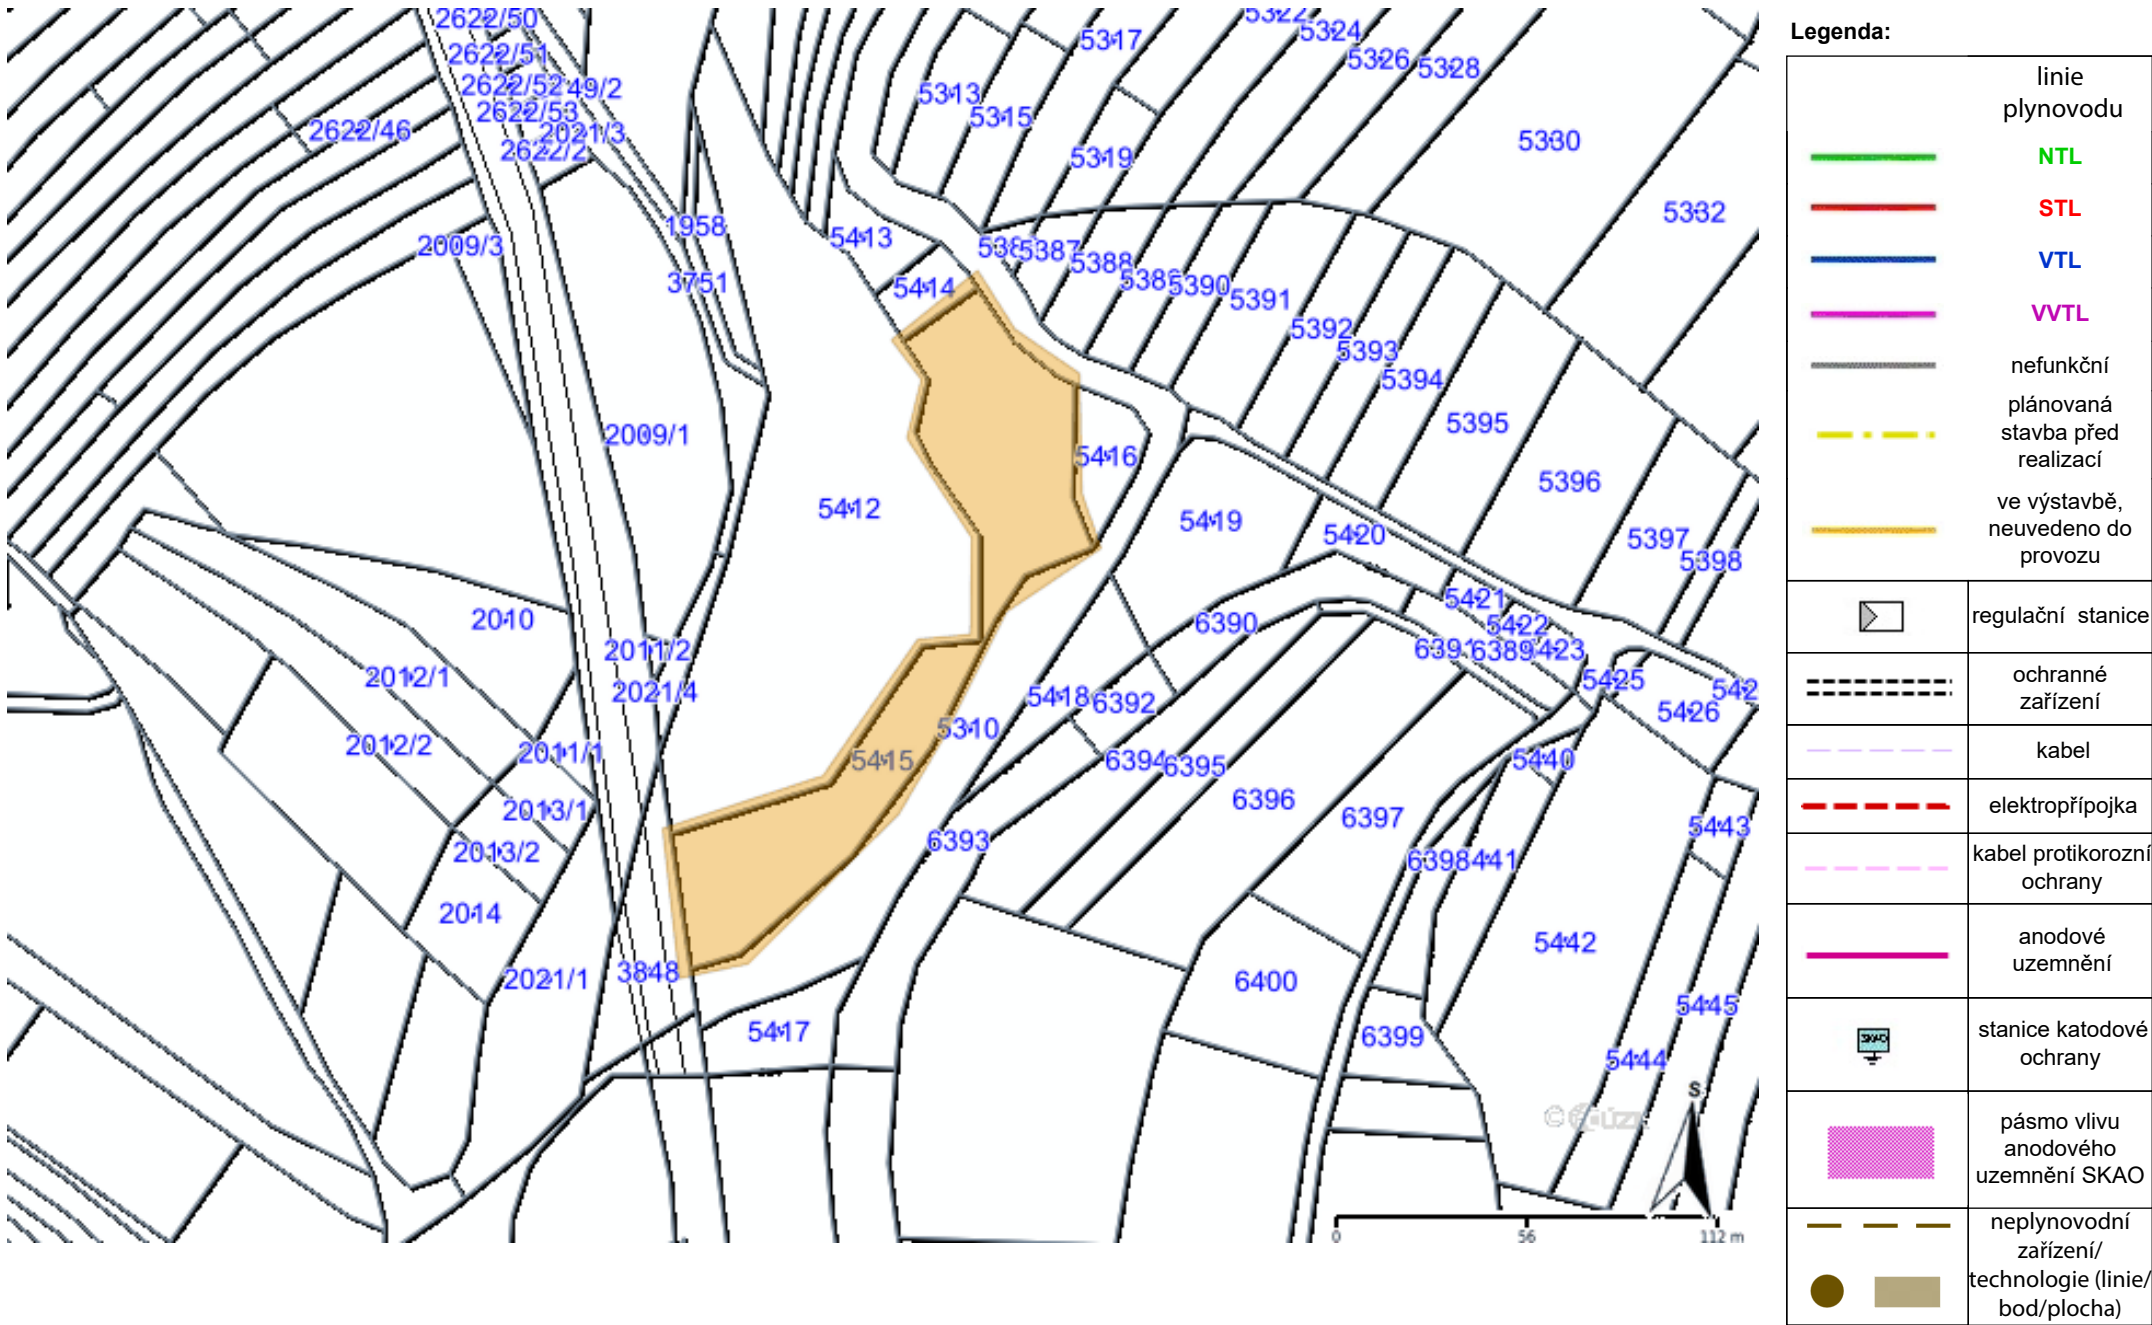 2622/50
2622/51
2622/52
49/2
2622/53
2021/3
2622/2
2622/46
2009/3
1958
3751
2009/1
2010
2011/2
2021/4
2012/1
2012/2
2011/1
2013/1
2013/2
2014
2021/1
3848
5317
5322
5324
5326
5328
5313
5315
5319
5330
5332
5413
5414
5387
5388
5390
5391
5392
5393
5394
5395
5396
5397
5398
5412
5416
5419
5420
5421
5422
6389
423
5425
5426
542
6390
5418
6392
5310
5415
6394
6395
6396
6397
6393
5440
5443
6398
441
5442
6400
6399
5445
5444
5417
S
0 56 112 m
Legenda:
linie
plynovodu
NTL
STL
VTL
VVTL
nefunkční
plánovaná
stavba před
realizací
ve výstavbě,
neuvedeno do
provozu
regulační stanice
ochranné
zařízení
kabel
elektropřípojka
kabel protikorozní
ochrany
anodové
uzemnění
SKAO
stanice katodové
ochrany
pásmo vlivu
anodového
uzemnění SKAO
neplynovodní
zařízení/
technologie (linie/
bod/plocha)